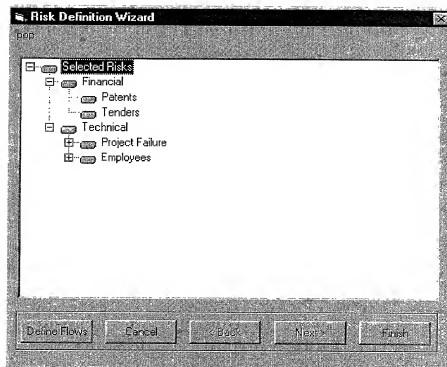 Risk Definition Wizard
pop
Selected Risks
Financial
Patents
Tenders
Technical
Project Failure
Employees
Define Flows Cancel < Back Next > Finish